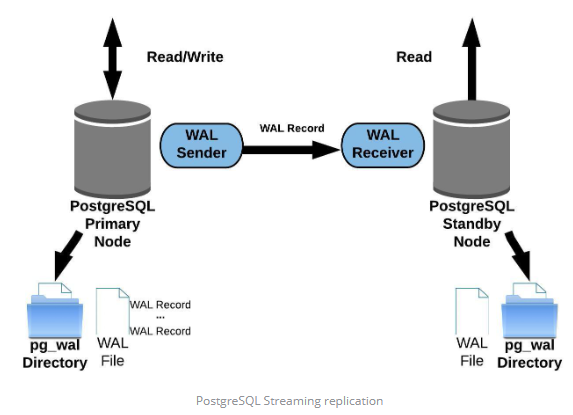 Read/Write
Read
WAL
Sender
WAL Record
WAL
Receiver
PostgreSQL
Primary
Node
PostgreSQL
Standby
Node
pg_wal
Directory
WAL
File
WAL Record
...
WAL Record
WAL
File
pg_wal
Directory
PostgreSQL Streaming replication